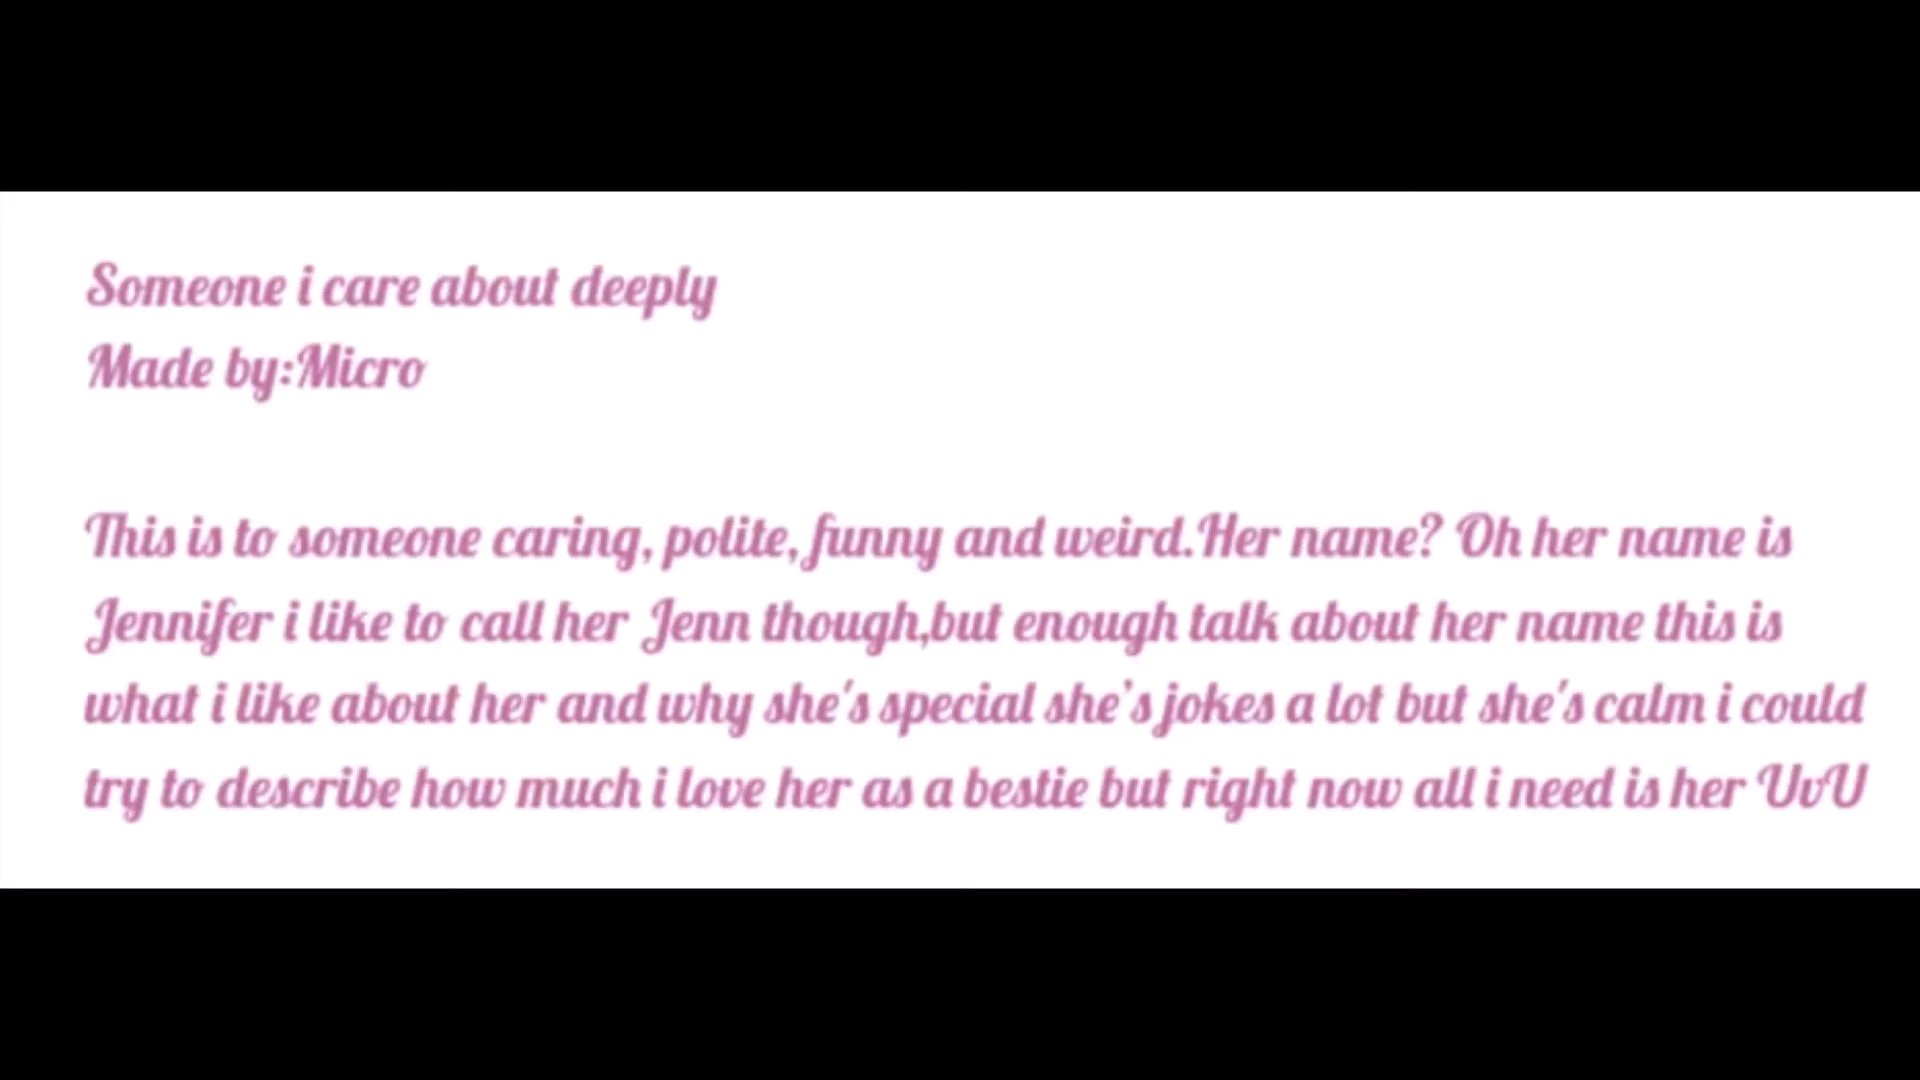 Someone i care about deeply
Made by:Micro
This is to someone caring, polite, funny and weird.Her name? Oh her name is
Jennifer i like to call her Jenn though,but enough talk about her name this is
what i like about her and why she's special she’s jokes a lot but she's calm i could
try to describe how much i love her as a bestie but right now all i need is her UvU